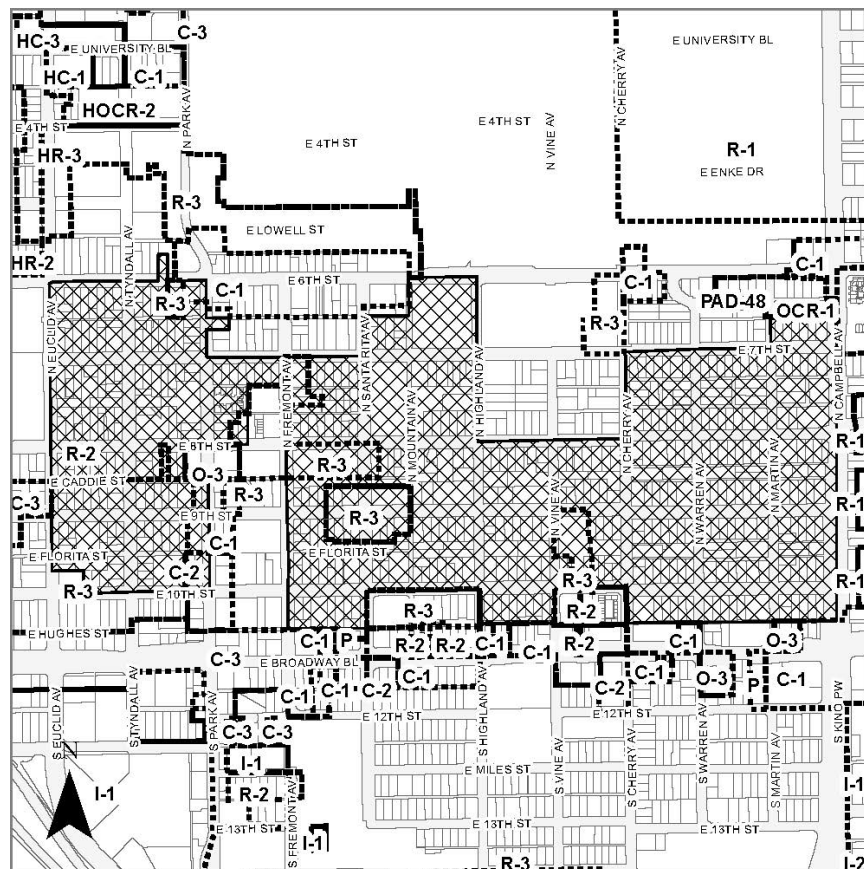 HC-3
C-3
E UNIVERSITY BL
E UNIVERSITY BL
HC-1
C-1
N PARK AV
N CHERRY AV
HOCR-2
E 4TH ST
E 4TH ST
E 4TH ST
N VINE AV
HR-3
R-1
E ENKE DR
R-3
E LOWELL ST
N TYNDALL AV
HR-2
E 6TH ST
R-3
C-1
C-1
C-1
PAD-48
OCR-1
N EUCLID AV
N SANTA RITA AV
R-3
E 7TH ST
N FREMONT AV
N MOUNTAIN AV
N HIGHLAND AV
N CHERRY AV
N CAMPBELL AV
E 8TH ST
R-2
O-3
R-3
R-1
E CADDIE ST
R-3
C-3
E 9TH ST
R-3
N VINE AV
N WARREN AV
N MARTIN AV
R-1
C-1
E FLORITA ST
E FLORITA ST
C-2
R-3
R-3
E 10TH ST
R-1
R-3
R-2
E HUGHES ST
C-1
P
R-2
R-2
C-1
C-1
R-2
C-1
O-3
C-3
E BROADWAY BL
C-1
C-1
C-1
C-2
C-2
C-1
O-3
P
C-1
E 12TH ST
E 12TH ST
S EUCLID AV
S TYNDALL AV
S PARK AV
S HIGHLAND AV
S VINE AV
S CHERRY AV
S WARREN AV
S MARTIN AV
S KINO PW
C-3
C-3
N
I-1
E MILES ST
I-1
R-2
I-1
S FREMONT AV
E 13TH ST
E 13TH ST
E 13TH ST
I-1
R-3
I-2